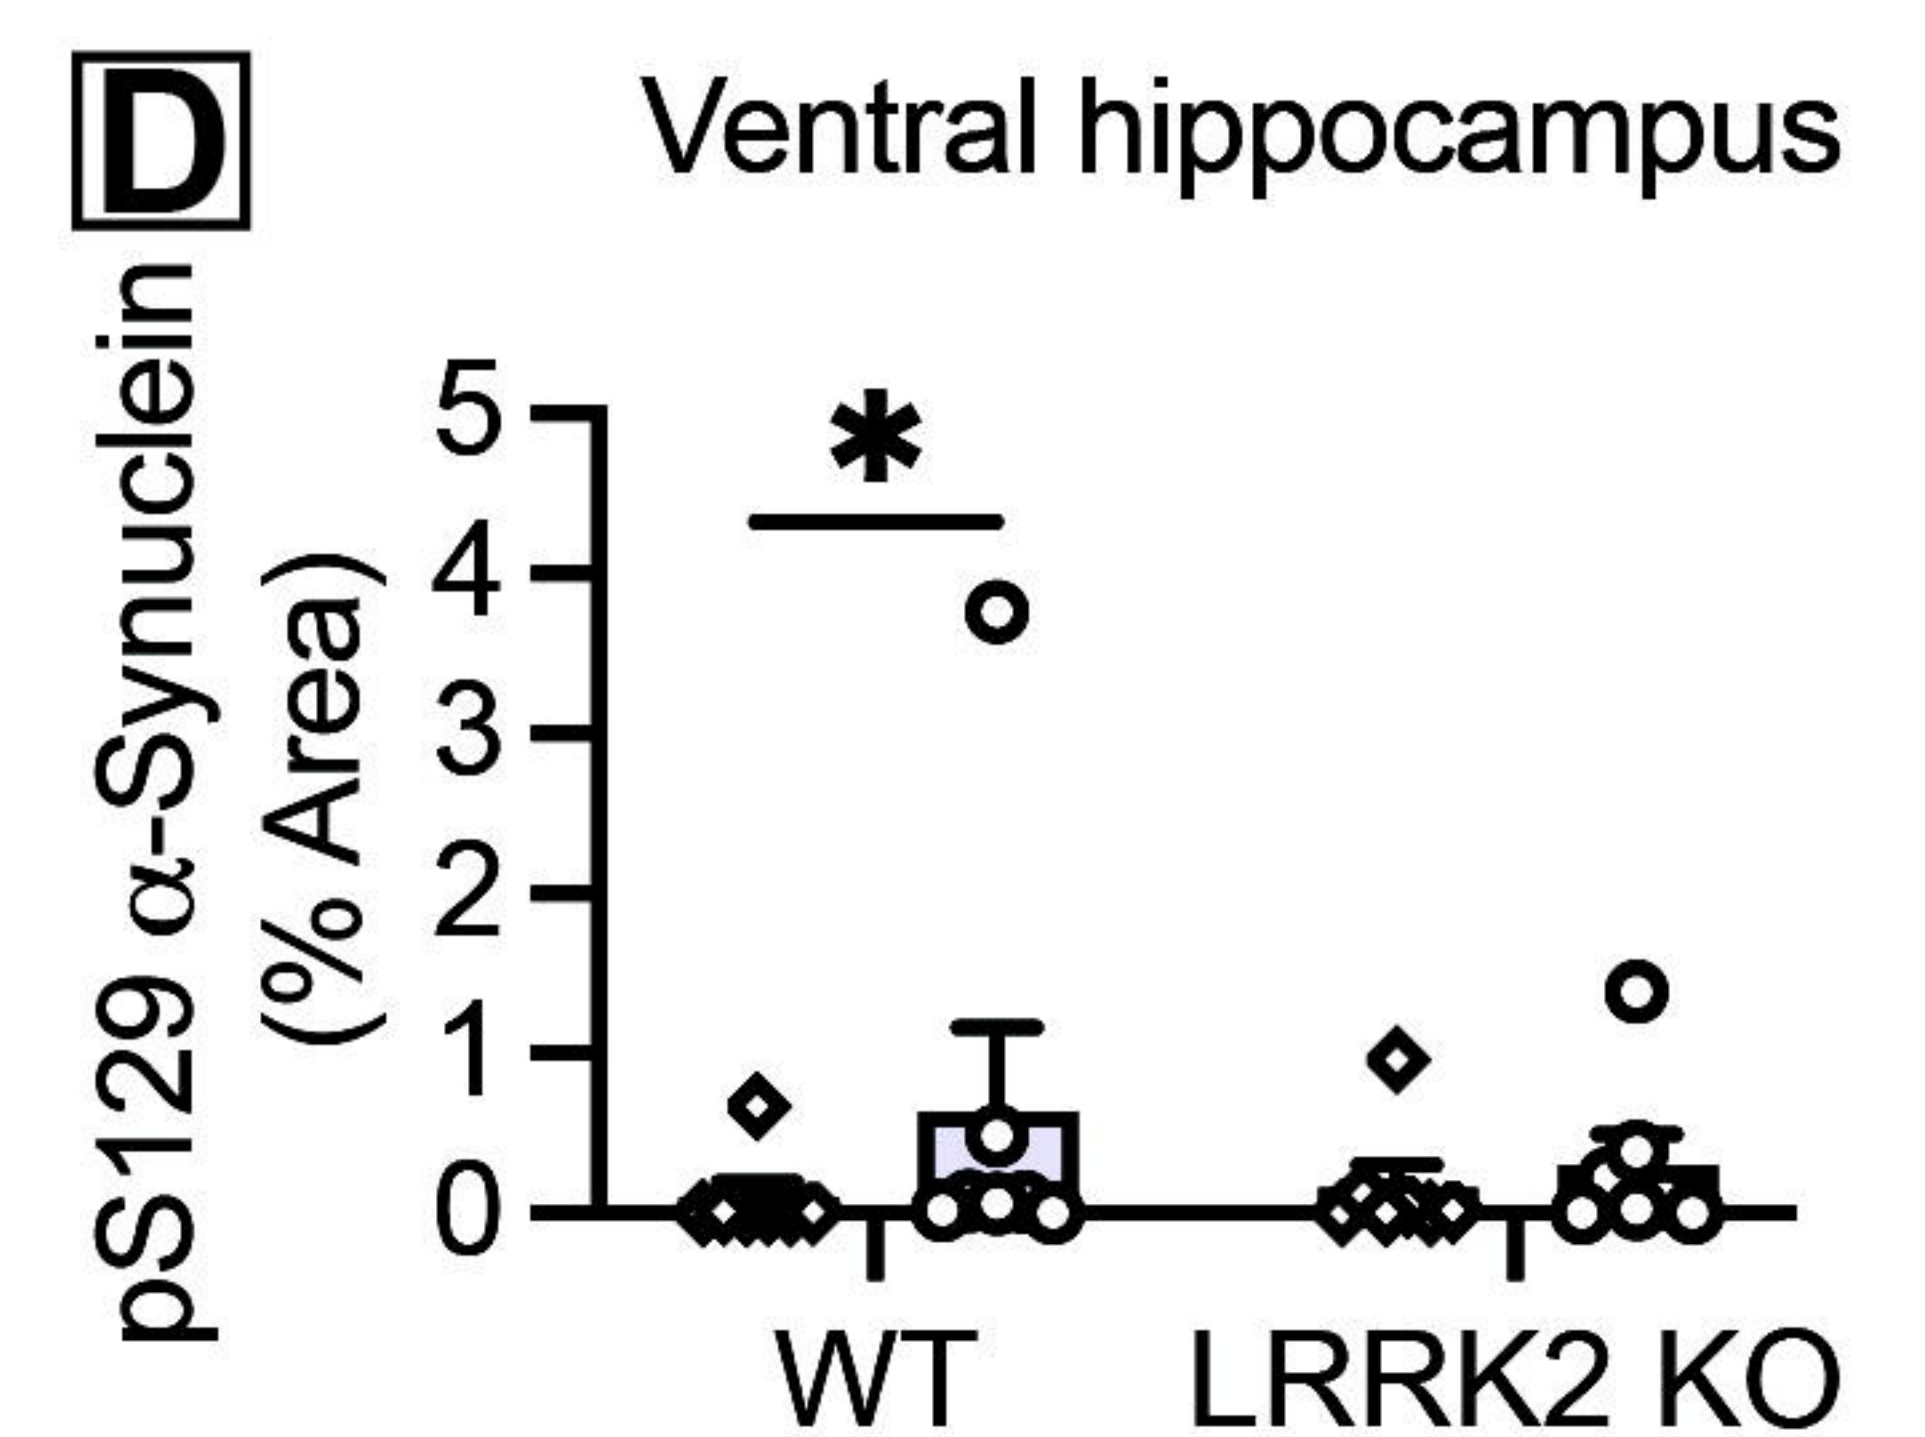 D
Ventral hippocampus
pS129 α-Synuclein
(% Area)
5
*
4
3
2
1
0
WT
LRRK2 KO